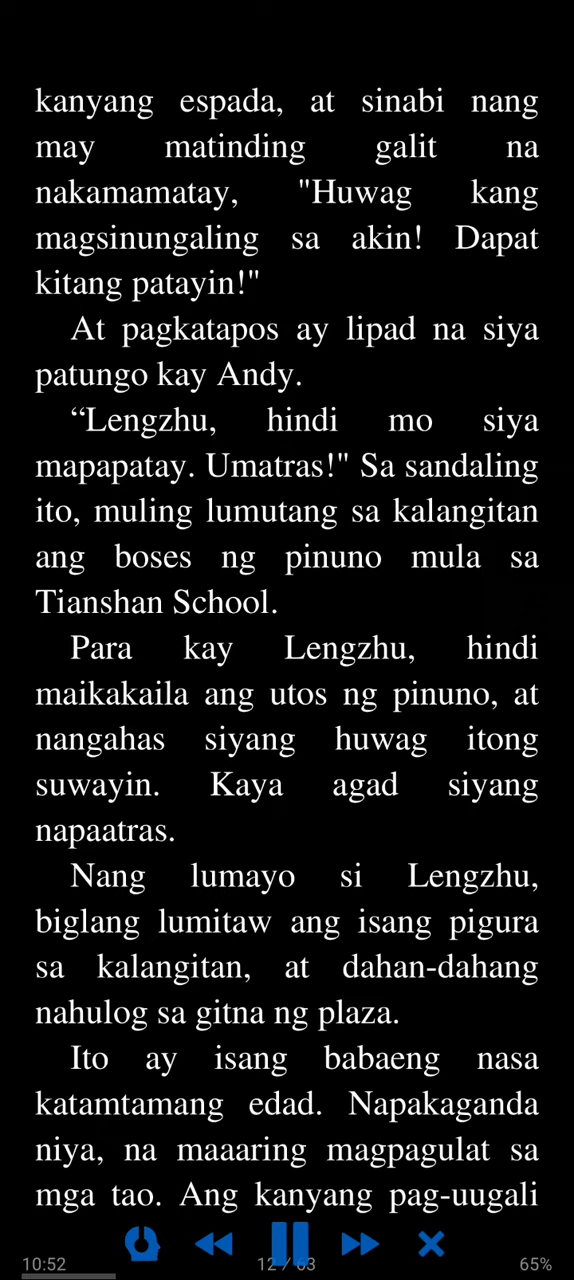 kanyang espada, at sinabi nang
may matinding galit na
nakamamatay, "Huwag kang
magsinungaling sa akin! Dapat
kitang patayin!"
At pagkatapos ay lipad na siya
patungo kay Andy.
“Lengzhu, hindi mo siya
mapapatay. Umatras!" Sa sandaling
ito, muling lumutang sa kalangitan
ang boses ng pinuno mula sa
Tianshan School.
Para kay Lengzhu, hindi
maikakaila ang utos ng pinuno, at
nangahas siyang huwag itong
suwayin. Kaya agad siyang
napaatras.
Nang lumayo si Lengzhu,
biglang lumitaw ang isang pigura
sa kalangitan, at dahan-dahang
nahulog sa gitna ng plaza.
Ito ay isang babaeng nasa
katamtamang edad. Napakaganda
niya, na maaaring magpagulat sa
mga tao. Ang kanyang pag-uugali
10:52 12 / 63 65%